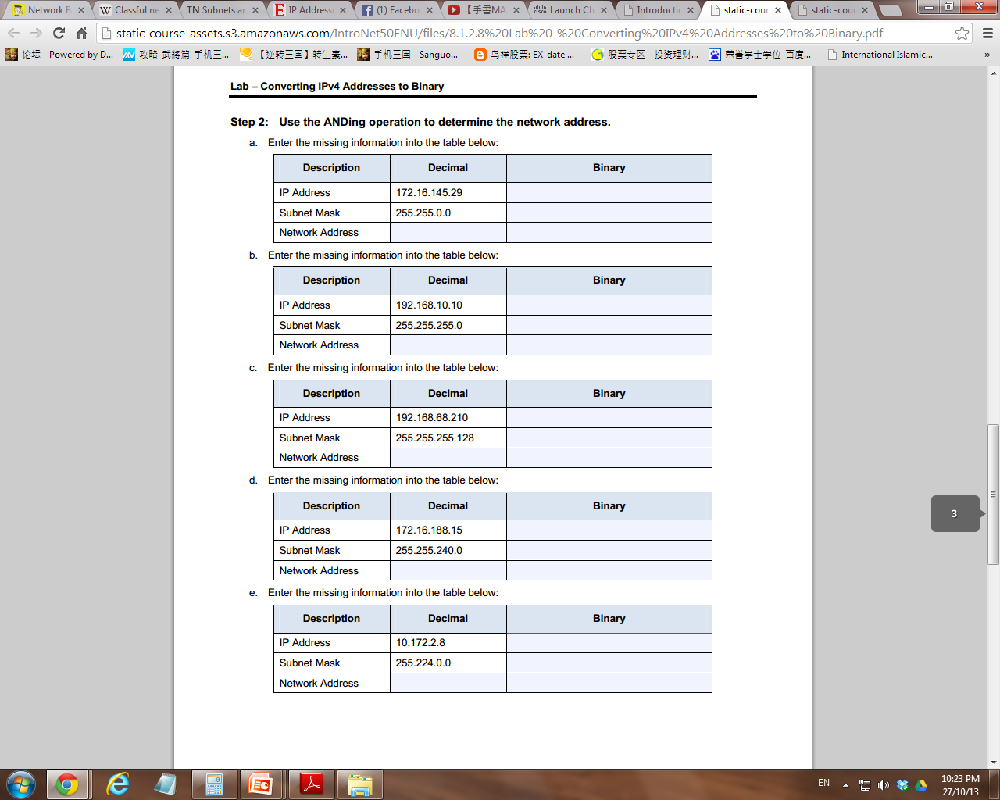 Network B
Classful ne
TN Subnets ar
IP Address
(1) Facebo
【手書MA
Launch Ch
Introductic
static-cour
static-cour
static-course-assets.s3.amazonaws.com/IntroNet50ENU/files/8.1.2.8%20Lab%20-%20Converting%20IPv4%20Addresses%20to%20Binary.pdf
论坛 - Powered by D...
攻略-武將篇-手机三...
【逆转三国】转生素...
手机三国 - Sanguo...
鸟样股票: EX-date ...
股票专区 - 投资理财...
荣誉学士学位_百度...
International Islamic...
»
Lab – Converting IPv4 Addresses to Binary
Step 2: Use the ANDing operation to determine the network address.
a. Enter the missing information into the table below:
Description Decimal Binary
IP Address 172.16.145.29
Subnet Mask 255.255.0.0
Network Address
b. Enter the missing information into the table below:
Description Decimal Binary
IP Address 192.168.10.10
Subnet Mask 255.255.255.0
Network Address
c. Enter the missing information into the table below:
Description Decimal Binary
IP Address 192.168.68.210
Subnet Mask 255.255.255.128
Network Address
d. Enter the missing information into the table below:
Description Decimal Binary
IP Address 172.16.188.15
Subnet Mask 255.255.240.0
Network Address
3
e. Enter the missing information into the table below:
Description Decimal Binary
IP Address 10.172.2.8
Subnet Mask 255.224.0.0
Network Address
EN
10:23 PM
27/10/13